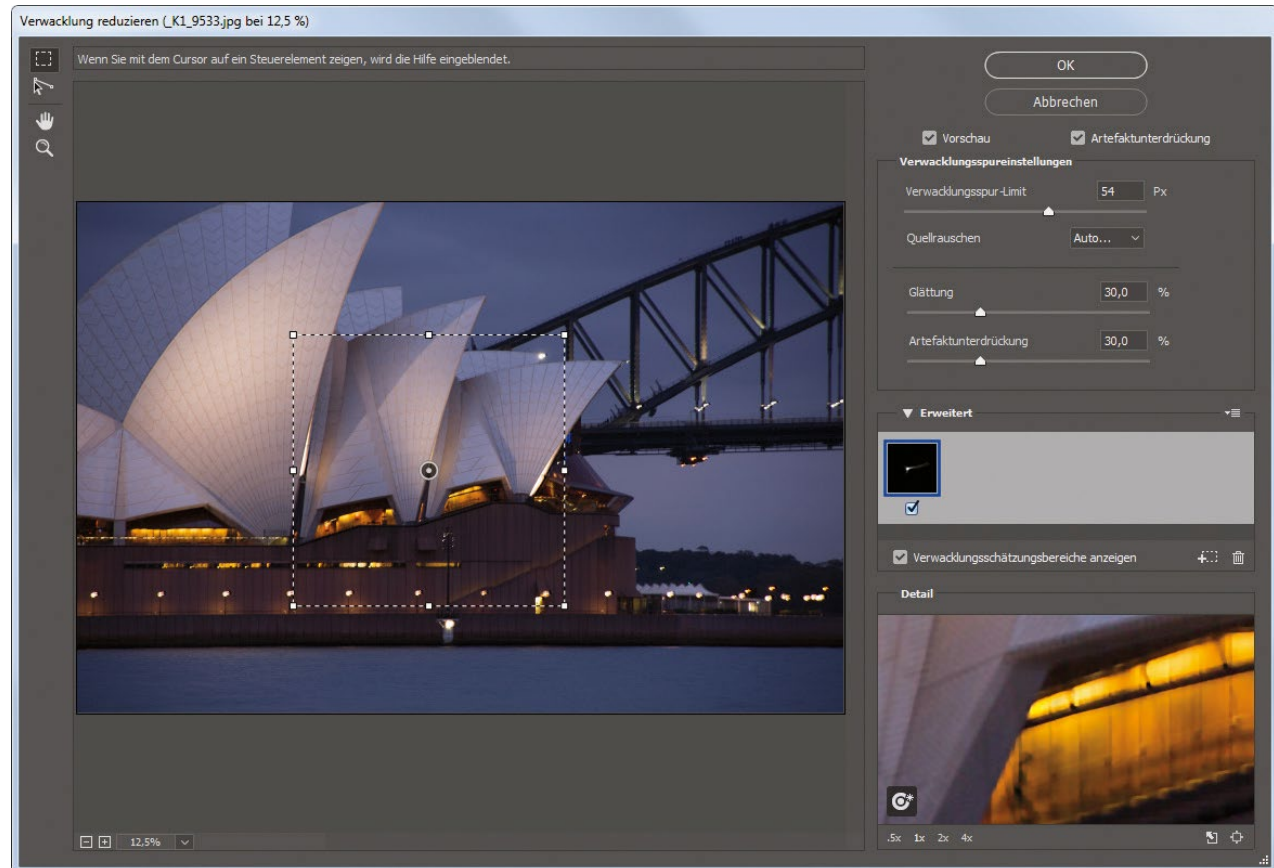 Verwacklung reduzieren (_K1_9533.jpg bei 12,5 %)
Wenn Sie mit dem Cursor auf ein Steuerelement zeigen, wird die Hilfe eingeblendet.
OK
Abbrechen
Vorschau Artefaktunterdrückung
Verwacklungsspureinstellungen
Verwacklungsspur-Limit 54 Px
Quellrauschen Auto...
Glättung 30,0 %
Artefaktunterdrückung 30,0 %
Erweitert
Verwacklungsschätzungsbereiche anzeigen
Detail
.5x 1x 2x 4x
12,5%